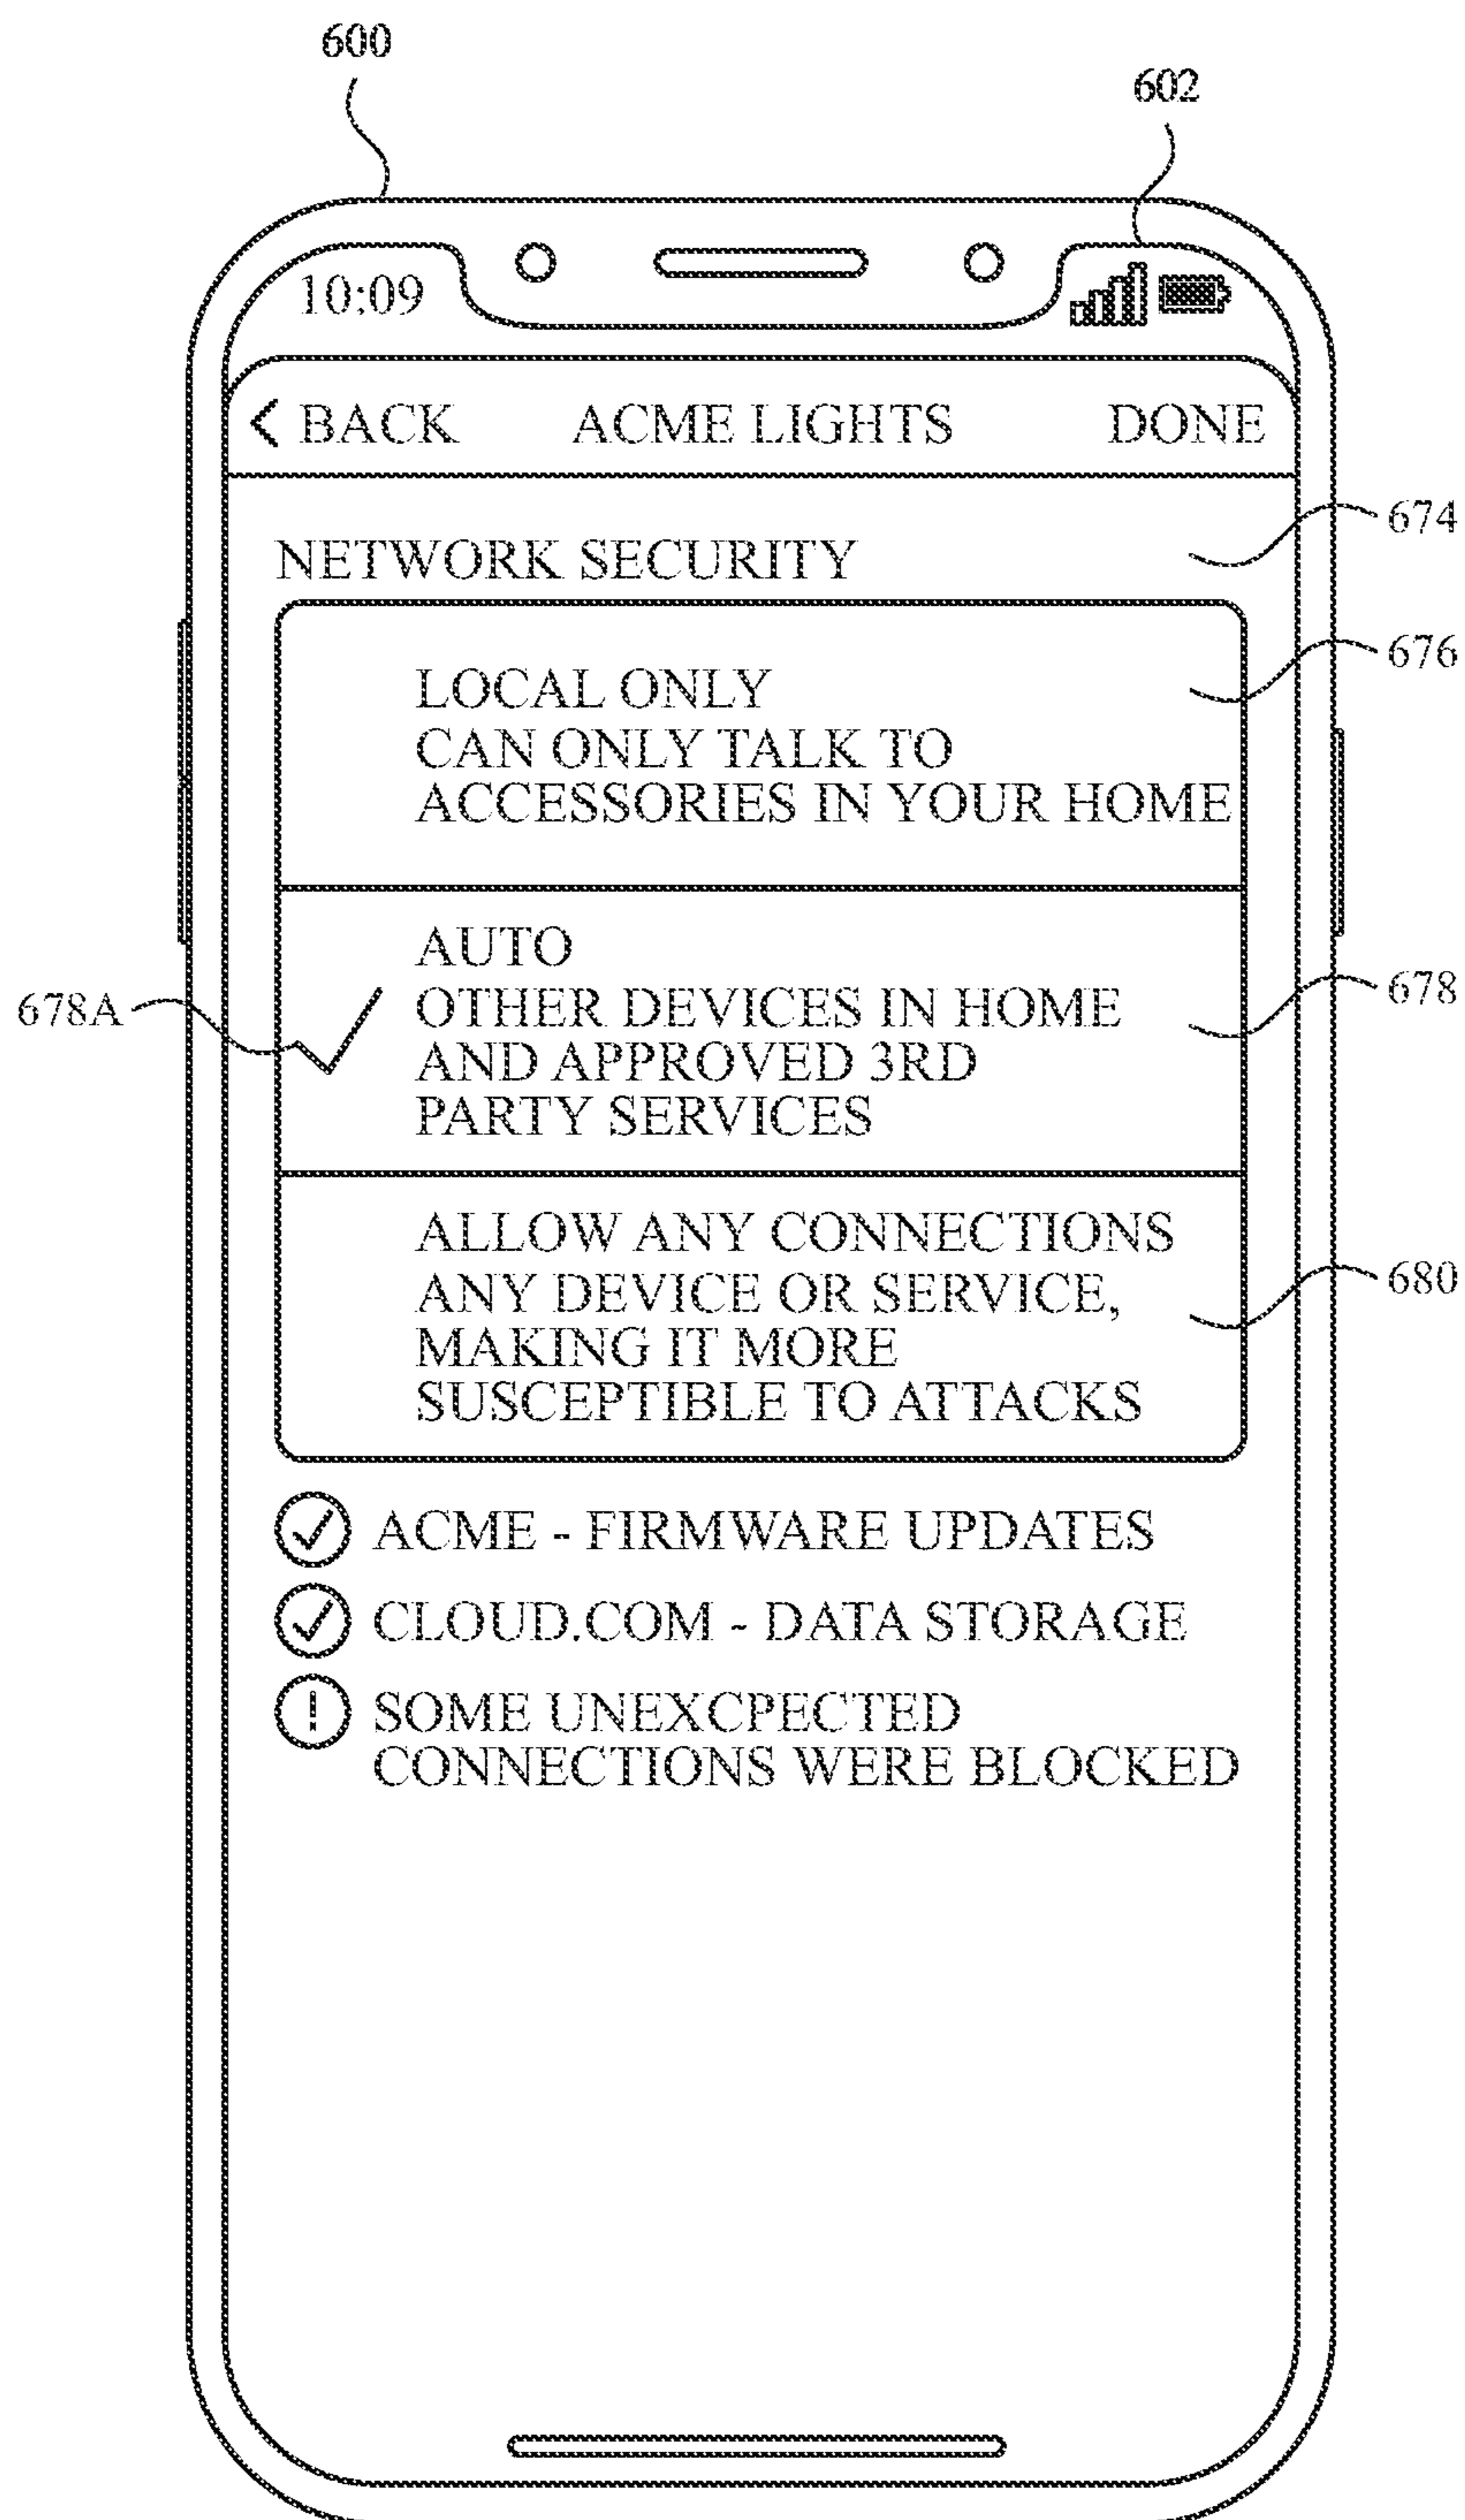 600
602
10:09
< BACK ACME LIGHTS DONE
674
NETWORK SECURITY
676
LOCAL ONLY
CAN ONLY TALK TO
ACCESSORIES IN YOUR HOME
AUTO
678A
678
OTHER DEVICES IN HOME
AND APPROVED 3RD
PARTY SERVICES
ALLOW ANY CONNECTIONS
680
ANY DEVICE OR SERVICE,
MAKING IT MORE
SUSCEPTIBLE TO ATTACKS
ACME - FIRMWARE UPDATES
CLOUD.COM - DATA STORAGE
! SOME UNEXCPECTED
CONNECTIONS WERE BLOCKED